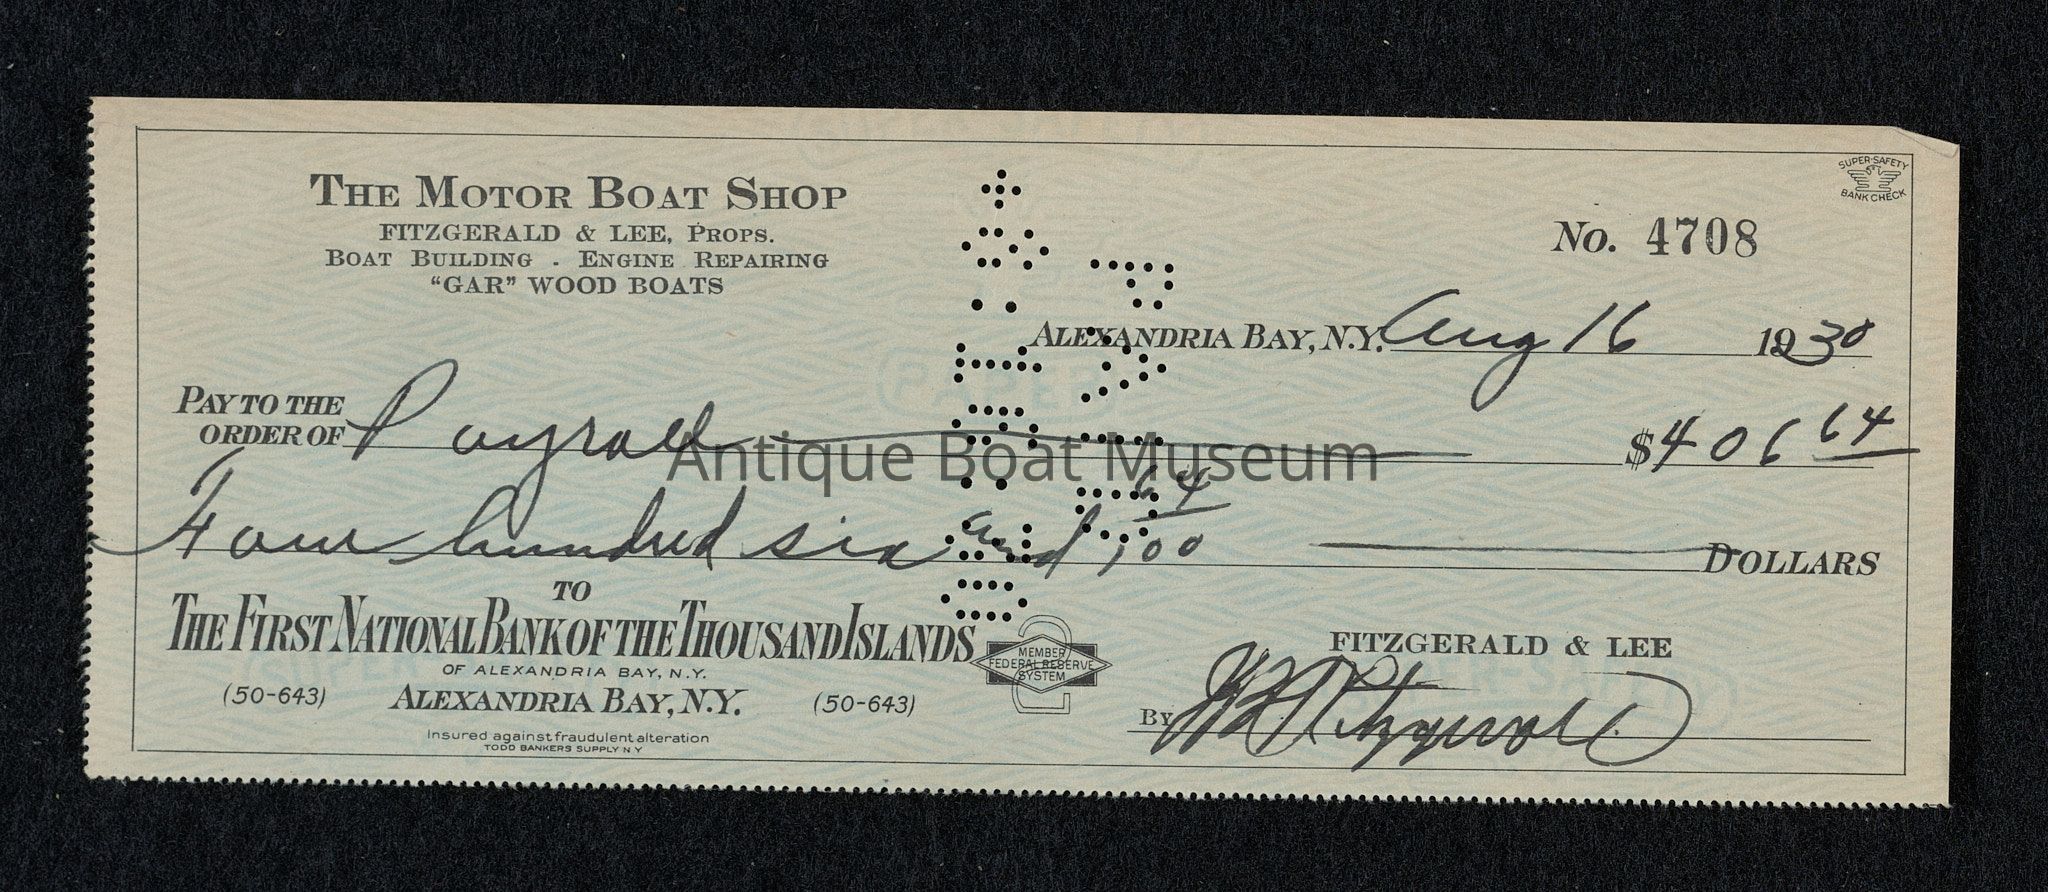 THE MOTOR BOAT SHOP
FITZGERALD & LEE, PROPS.
BOAT BUILDING . ENGINE REPAIRING
"GAR" WOOD BOATS
SUPER-SAFETY
BANK CHECK
No. 4708
ALEXANDRIA BAY, N.Y. Aug 16 1930
PAY TO THE
ORDER OF Payroll $406 64
Antique Boat Museum
Four hundred six and 64/100 DOLLARS
TO
THE FIRST NATIONAL BANK OF THE THOUSAND ISLANDS
OF ALEXANDRIA BAY, N.Y.
(50-643) ALEXANDRIA BAY, N.Y. (50-643)
Insured against fraudulent alteration
TODD BANKERS SUPPLY N Y
MEMBER
FEDERAL RESERVE
SYSTEM
FITZGERALD & LEE
By Fitzgerald